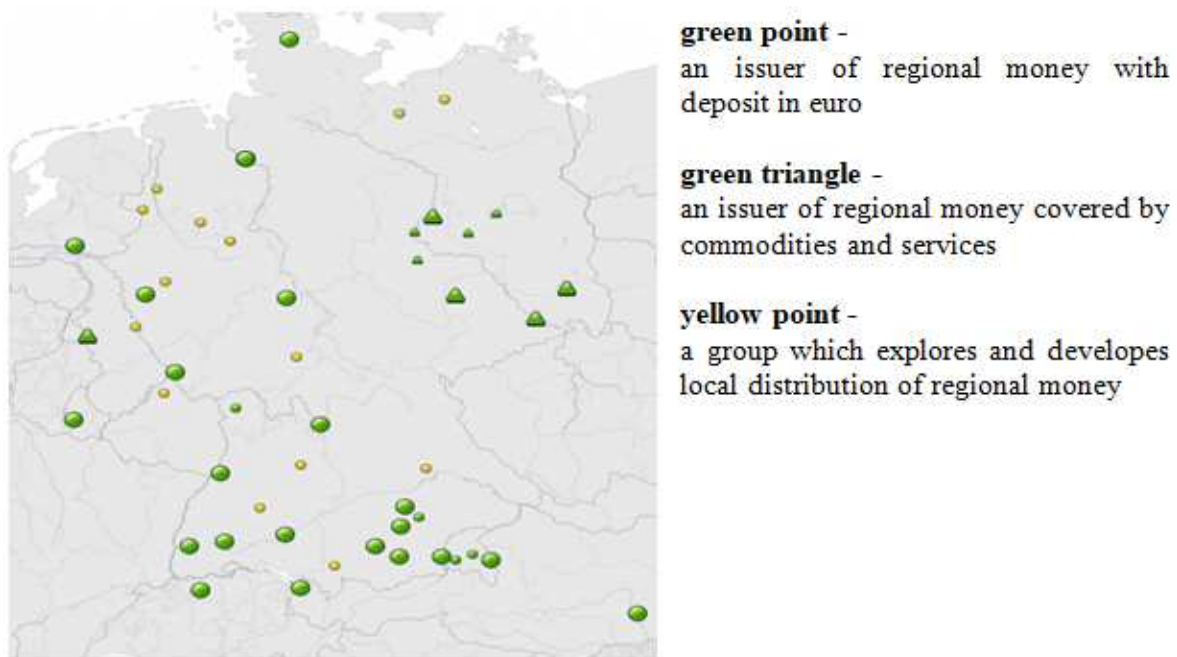 green point -
an issuer of regional money with
deposit in euro
green triangle -
an issuer of regional money covered by
commodities and services
yellow point -
a group which explores and developes
local distribution of regional money